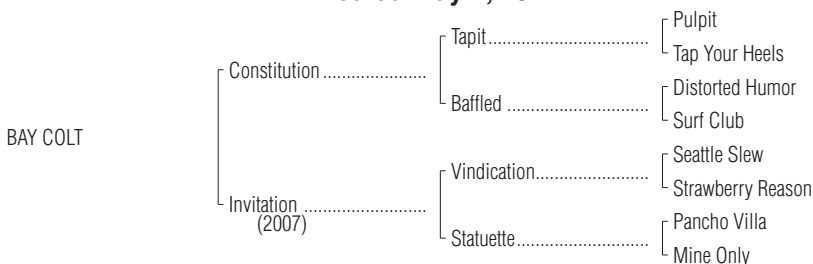 Tapit
Pulpit
Tap Your Heels
Constitution
Baffled
Distorted Humor
Surf Club
BAY COLT
Vindication
Seattle Slew
Strawberry Reason
Invitation
(2007)
Statuette
Pancho Villa
Mine Only